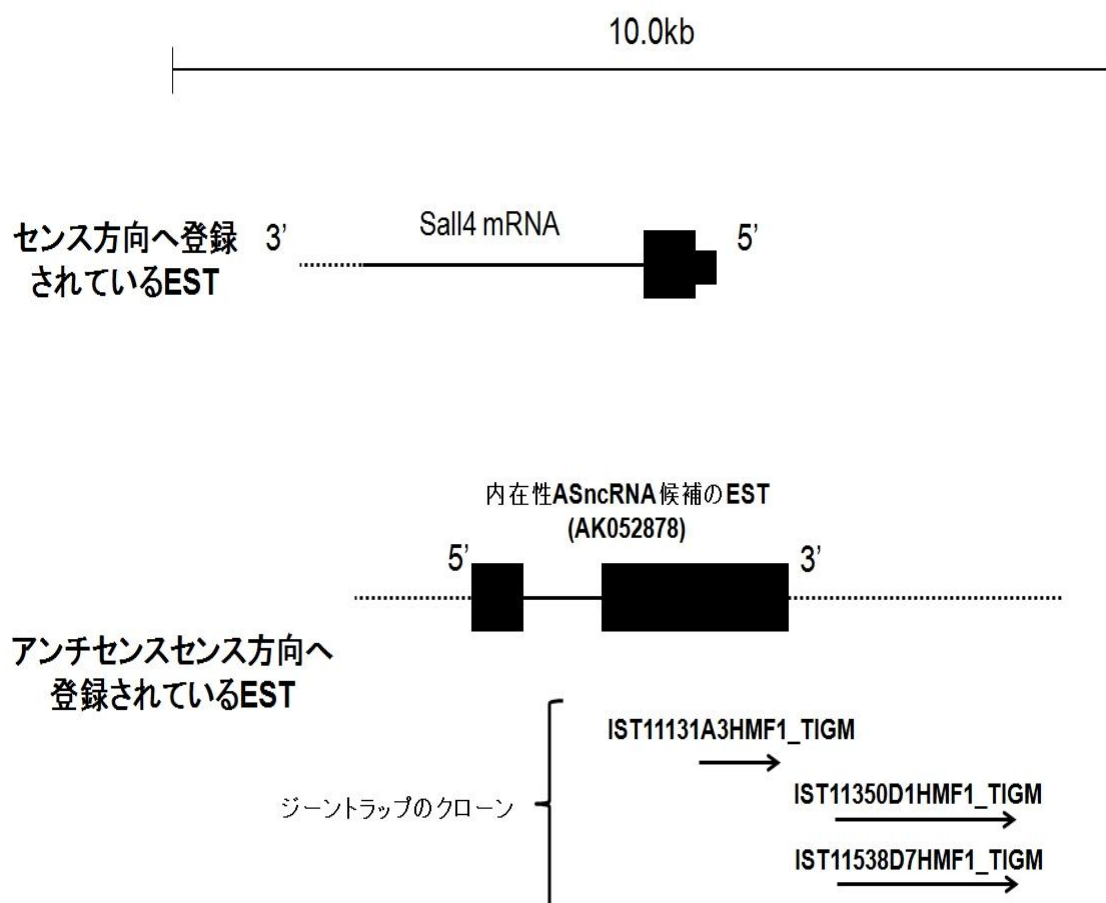 10.0kb
センス方向へ登録 3’ Sall4 mRNA 5’
されているEST
内在性ASncRNA候補のEST
(AK052878)
5’ 3’
アンチセンスセンス方向へ
登録されているEST
IST11131A3HMF1_TIGM
ジーントラップのクローン
IST11350D1HMF1_TIGM
IST11538D7HMF1_TIGM